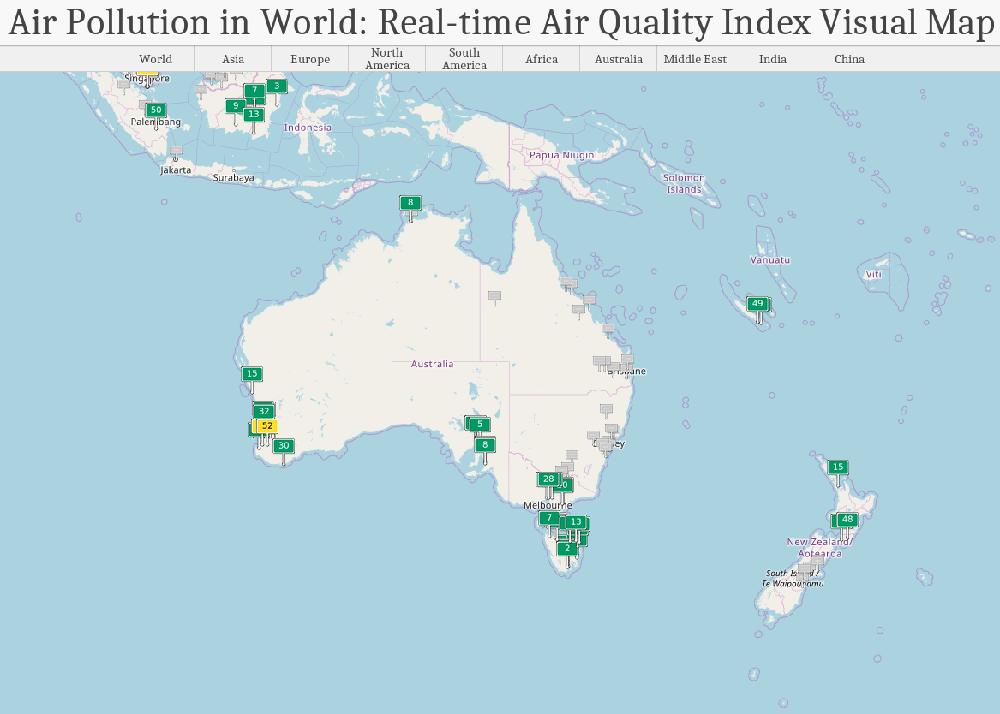 Air Pollution in World: Real-time Air Quality Index Visual Map
World
Asia
Europe
North
America
South
America
Africa
Australia
Middle East
India
China
Singapore
7
3
50
9
13
Palembang
Indonesia
Papua Niugini
Jakarta
Surabaya
Solomon
Islands
8
Vanuatu
Viti
49
Australia
15
Brisbane
32
52
5
30
8
Sydney
15
28
Melbourne
7
13
48
2
New Zealand/
Aotearoa
South Island /
Te Waipounamu